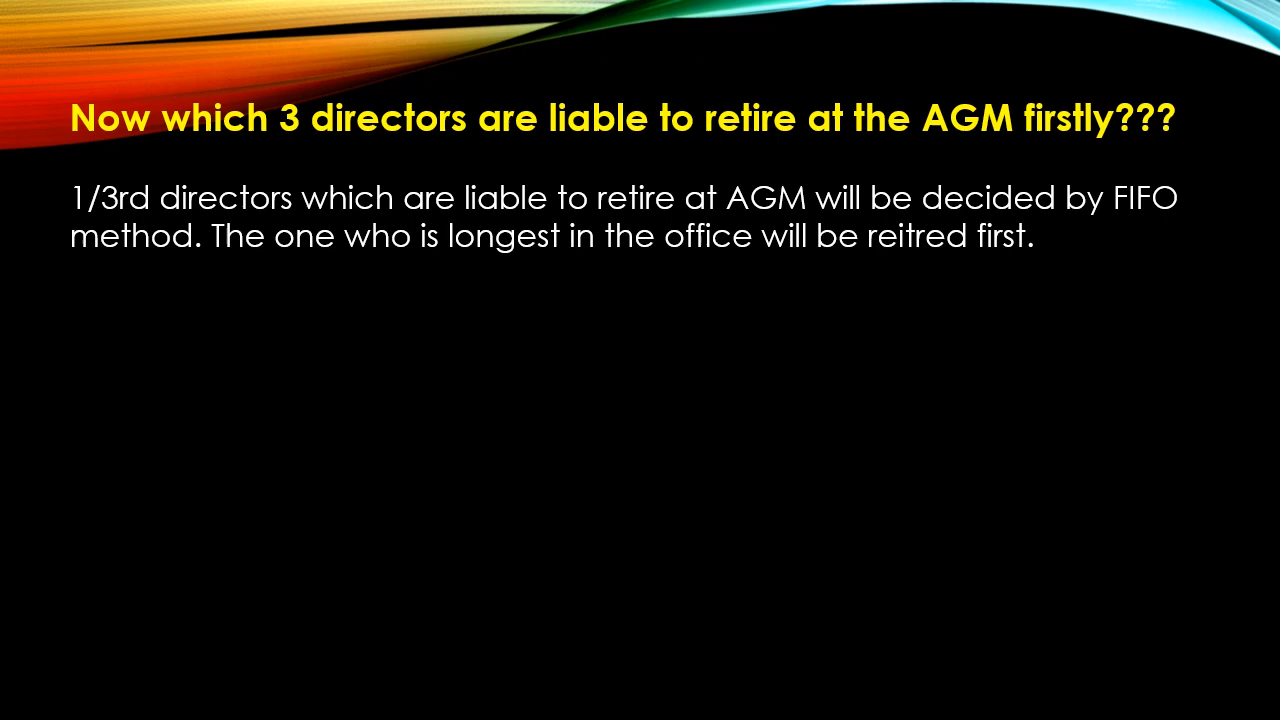 Now which 3 directors are liable to retire at the AGM firstly???
1/3rd directors which are liable to retire at AGM will be decided by FIFO
method. The one who is longest in the office will be reitred first.